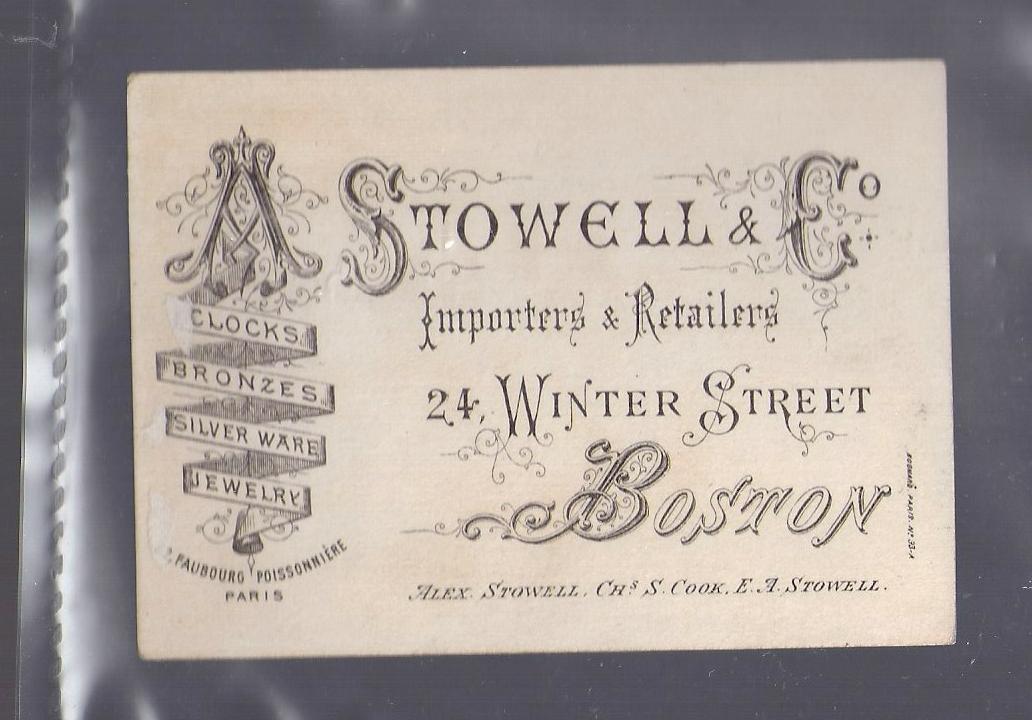 A. STOWELL & Co
Importers & Retailers
24, WINTER STREET
BOSTON
ALEX. STOWELL, CHs S. COOK, E. A. STOWELL.
CLOCKS.
BRONZES.
SILVER WARE
JEWELRY
FAUBOURG POISSONNIÈRE
PARIS